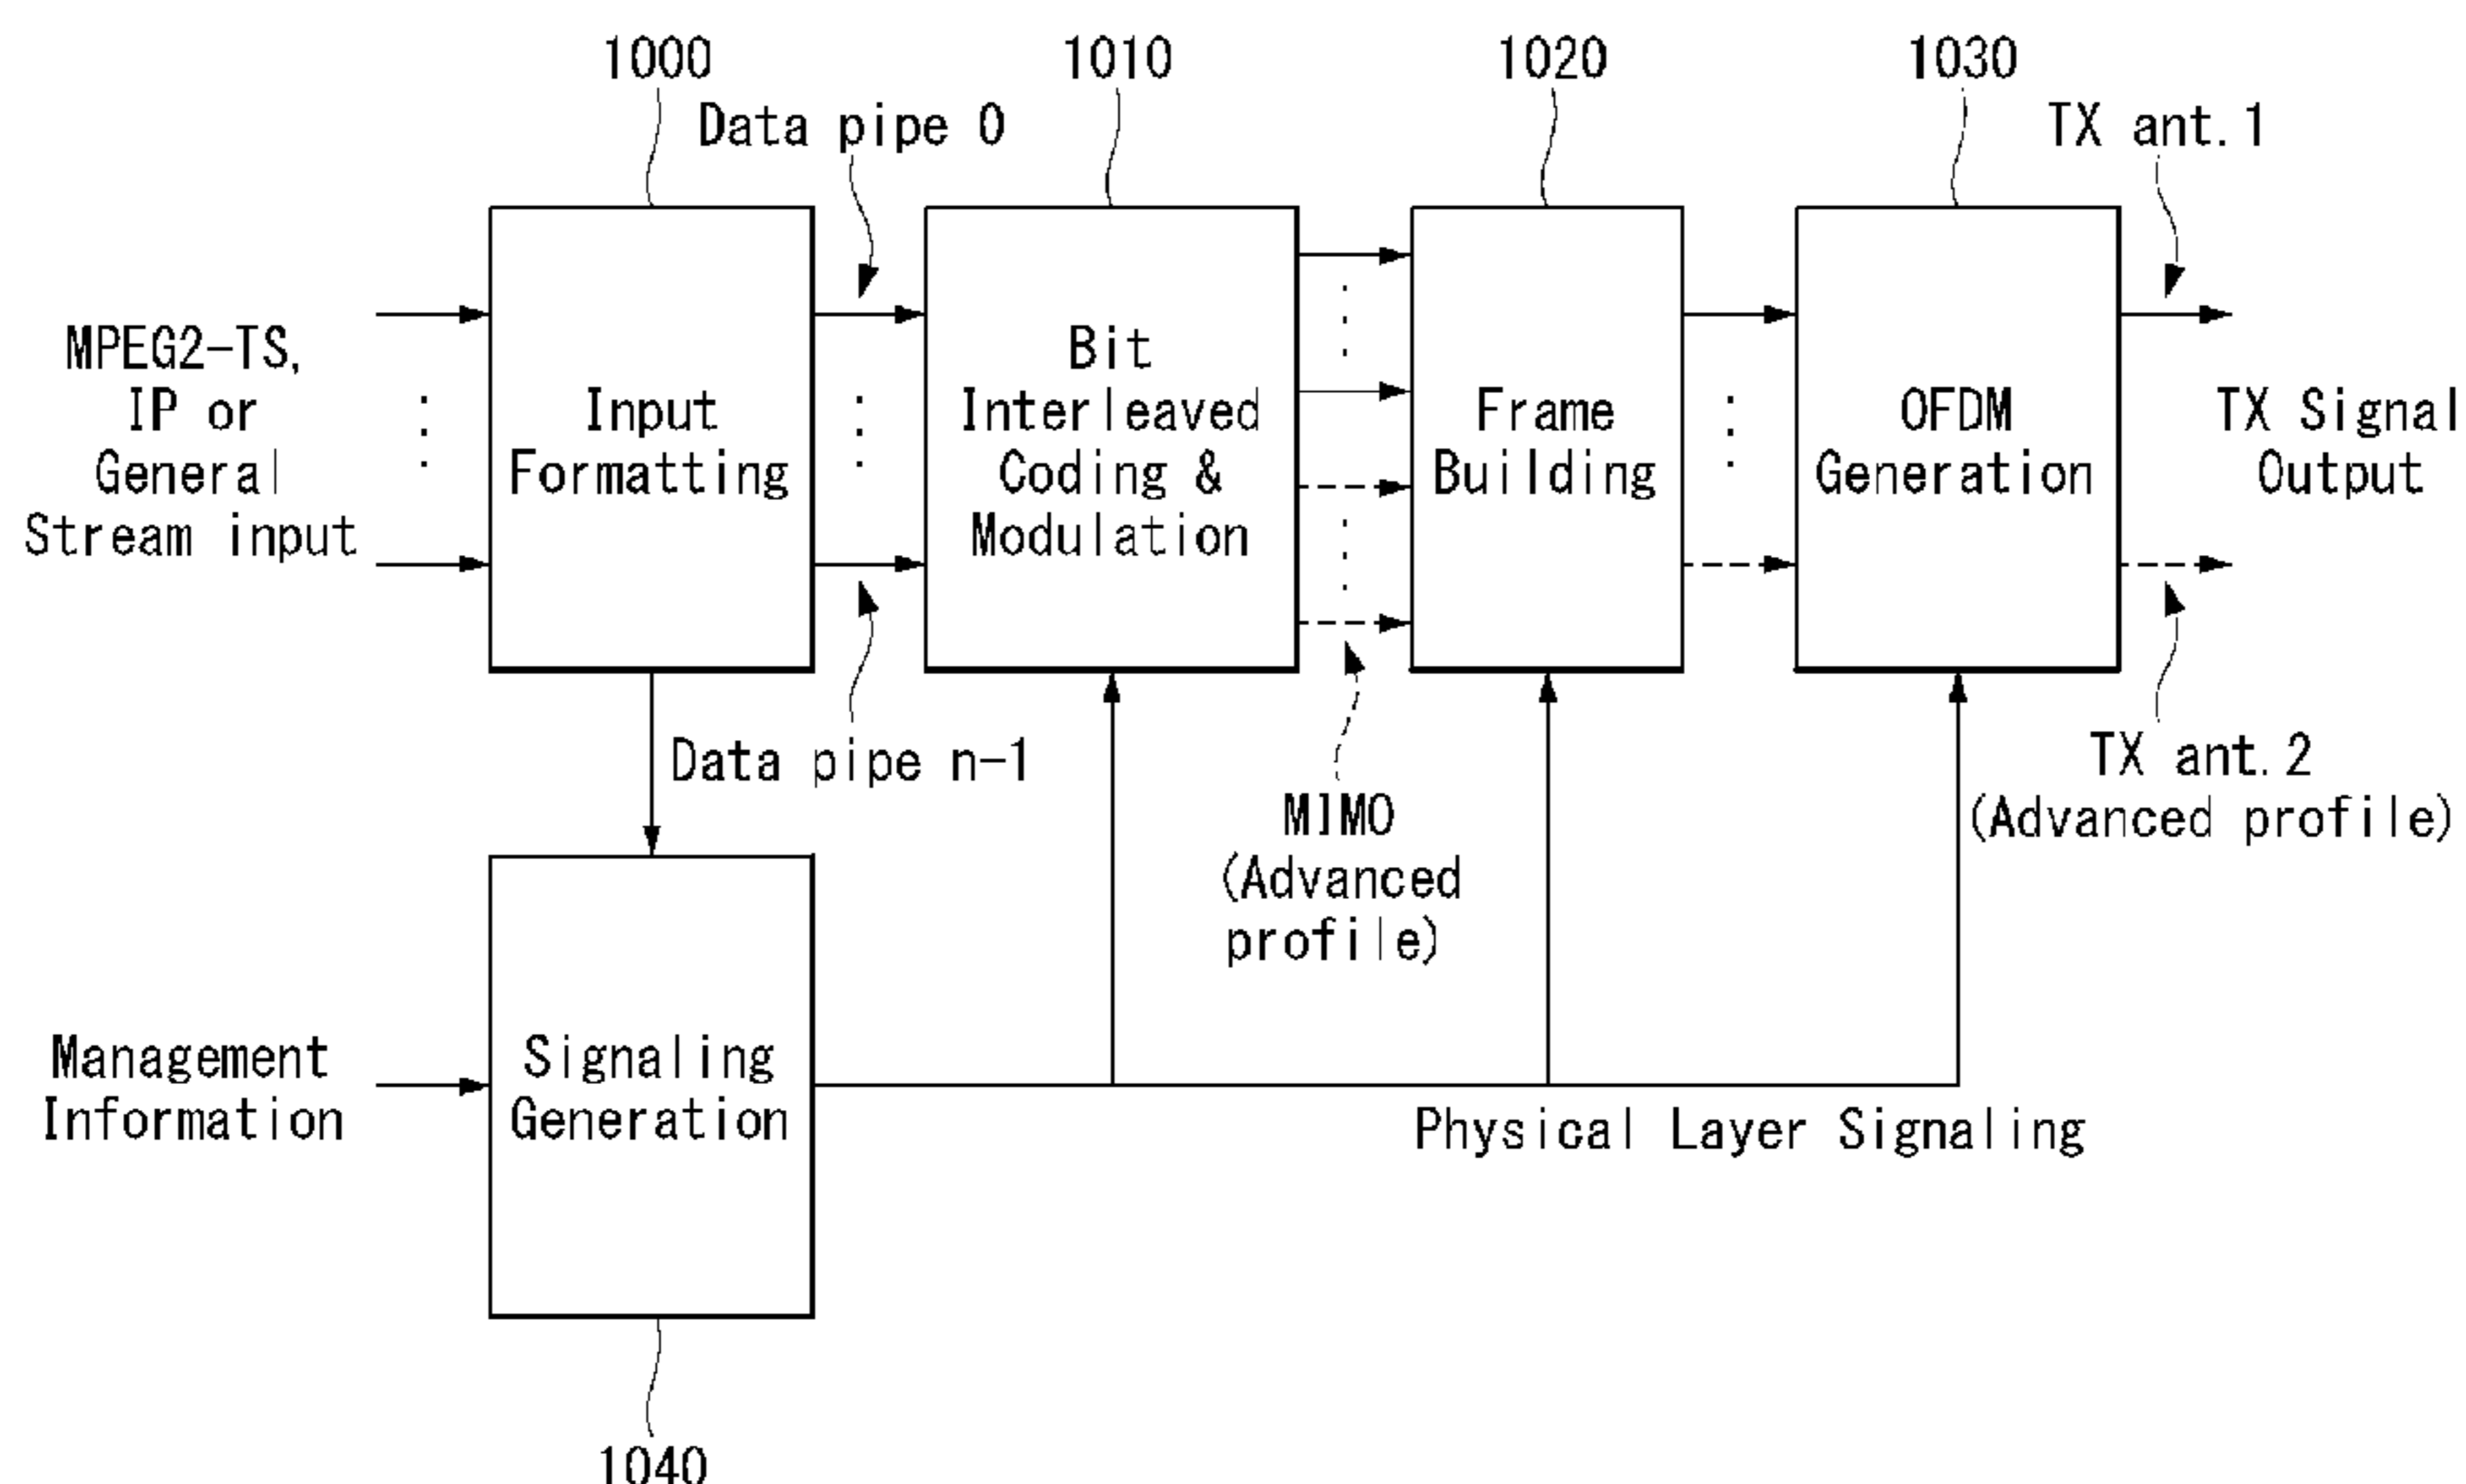 1000
1010
1020
1030
Data pipe 0
TX ant.1
MPEG2-TS,
IP or
General
Stream input
Input
Formatting
Bit
Interleaved
Coding &
Modulation
Frame
Building
OFDM
Generation
TX Signal
Output
Data pipe n-1
MIMO
(Advanced
profile)
TX ant.2
(Advanced profile)
Management
Information
Signaling
Generation
Physical Layer Signaling
1040